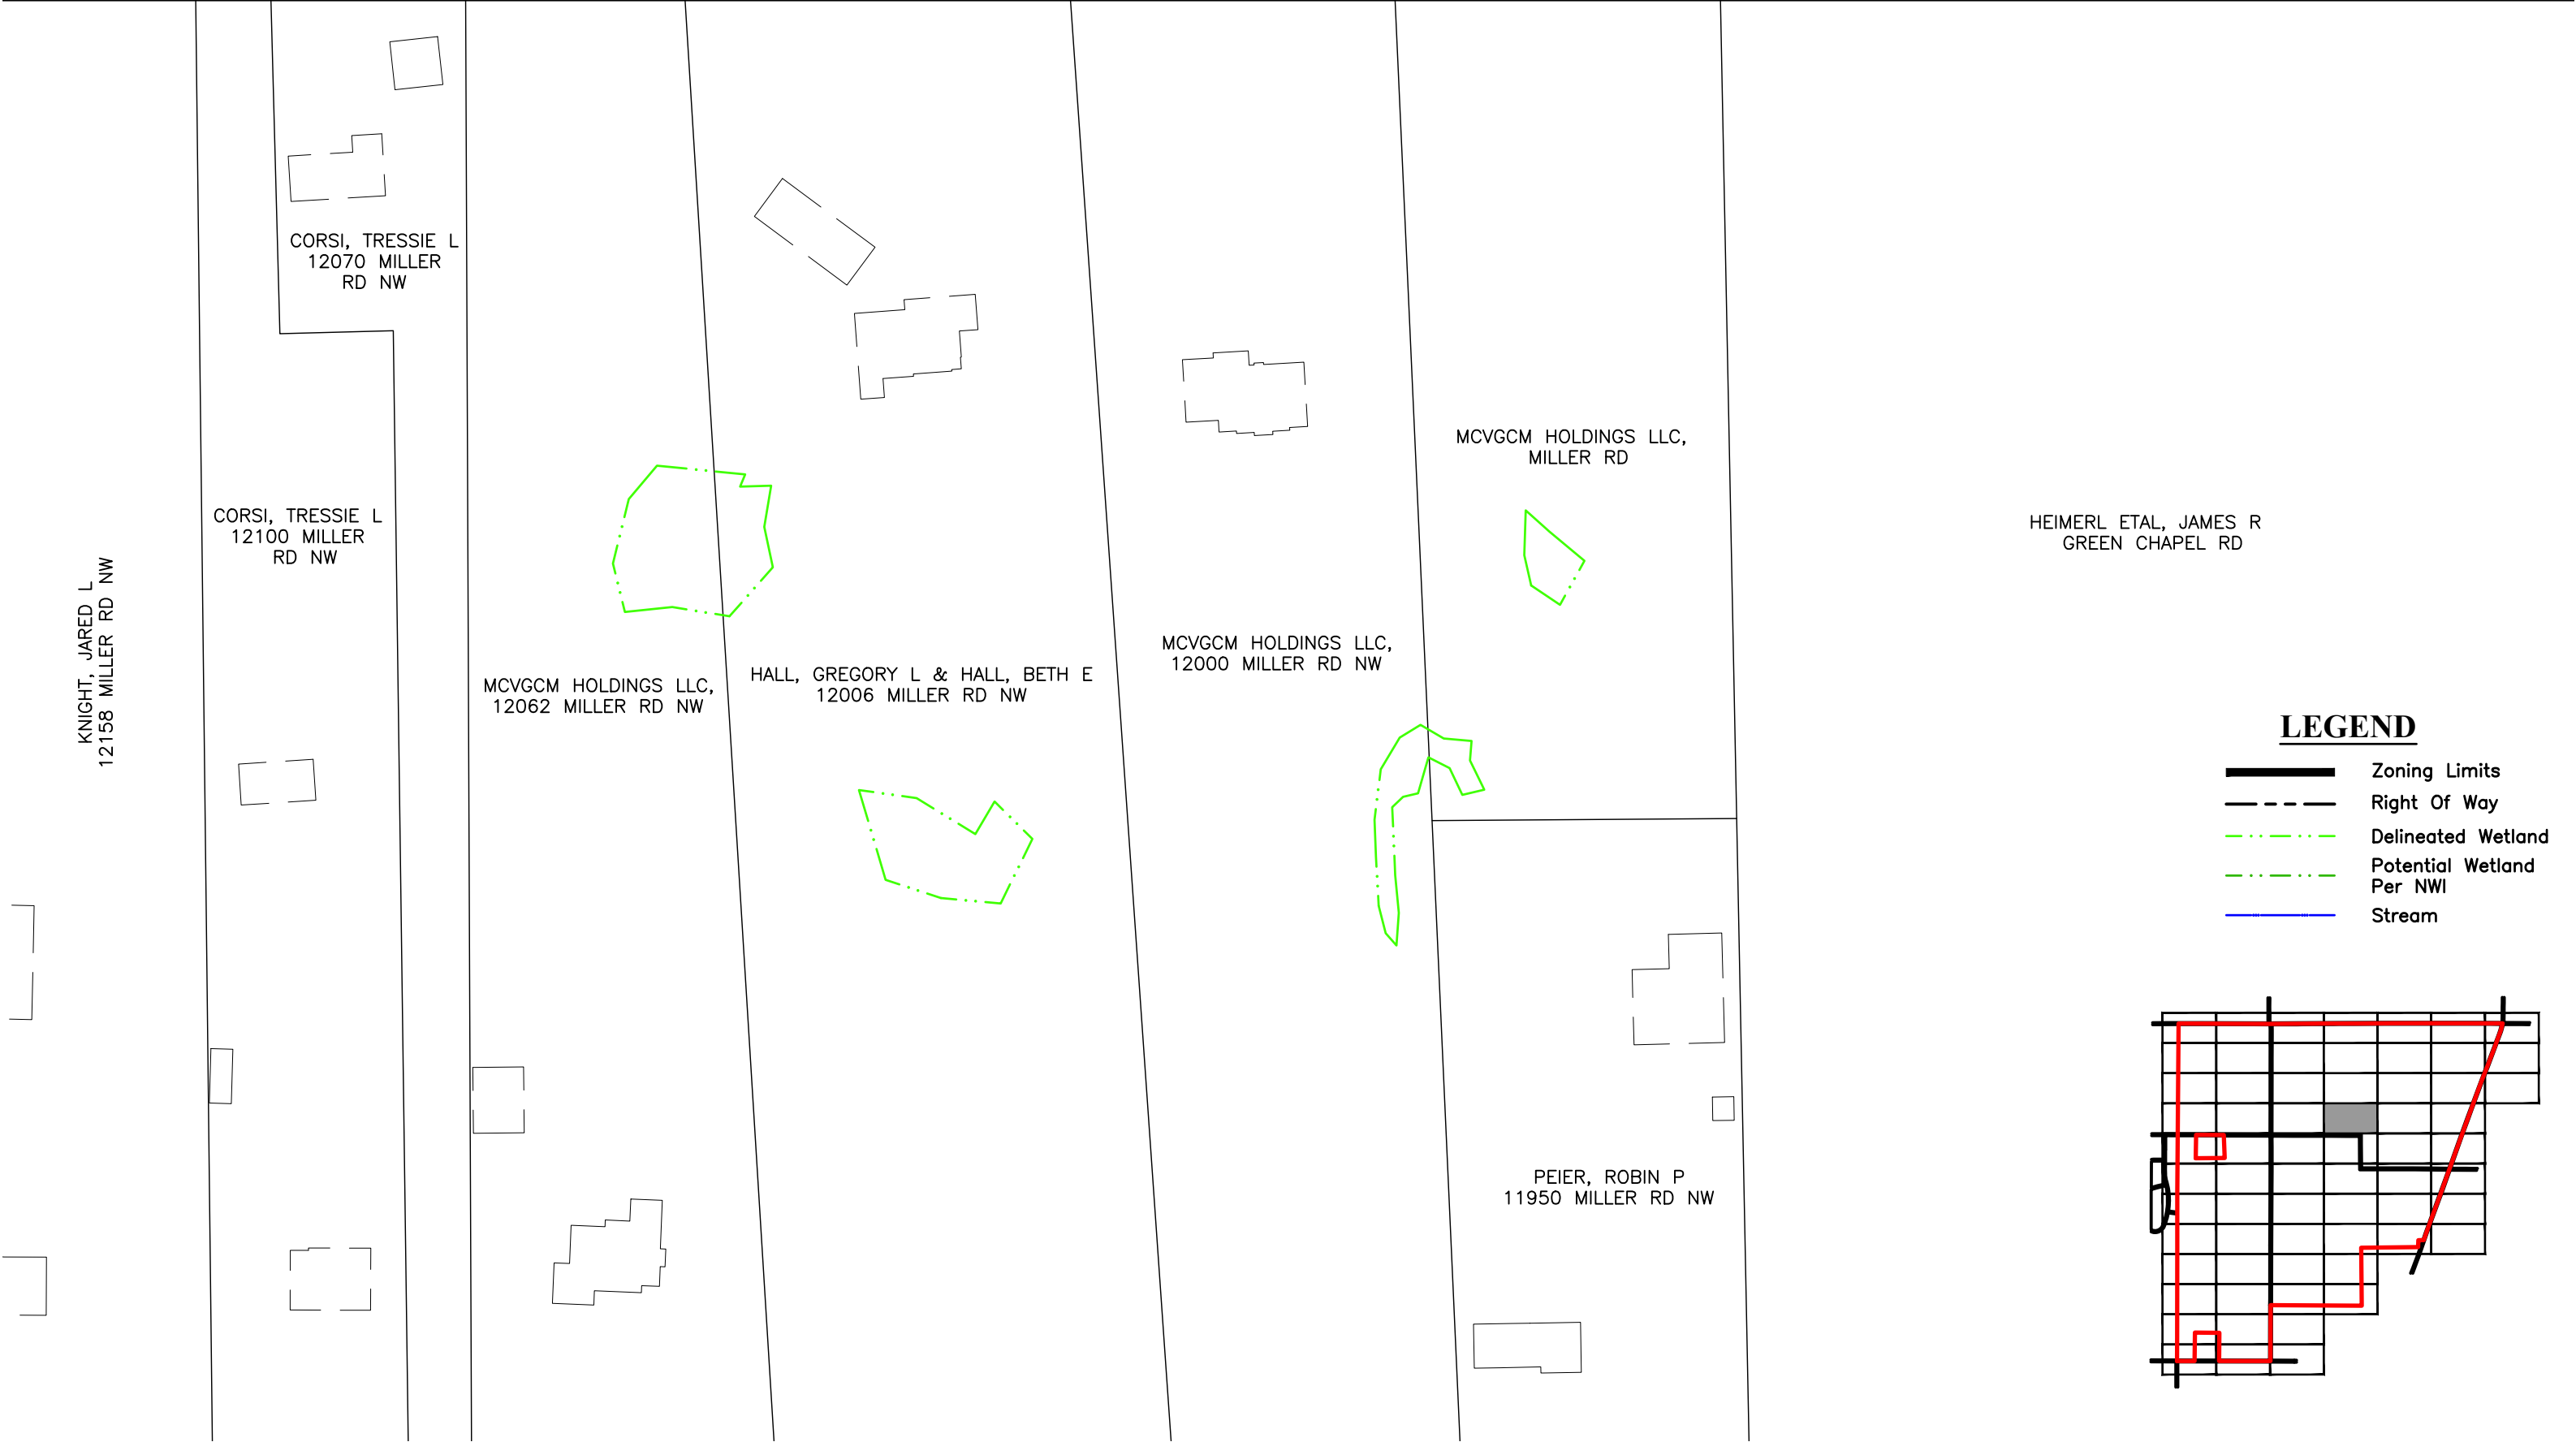 CORSI, TRESSIE L
12070 MILLER
RD NW
CORSI, TRESSIE L
12100 MILLER
RD NW
KNIGHT, JARED L
12158 MILLER RD NW
MCVGCM HOLDINGS LLC,
12062 MILLER RD NW
HALL, GREGORY L & HALL, BETH E
12006 MILLER RD NW
MCVGCM HOLDINGS LLC,
12000 MILLER RD NW
MCVGCM HOLDINGS LLC,
MILLER RD
PEIER, ROBIN P
11950 MILLER RD NW
HEIMERL ETAL, JAMES R
GREEN CHAPEL RD
LEGEND
Zoning Limits
Right Of Way
Delineated Wetland
Potential Wetland
Per NWI
Stream